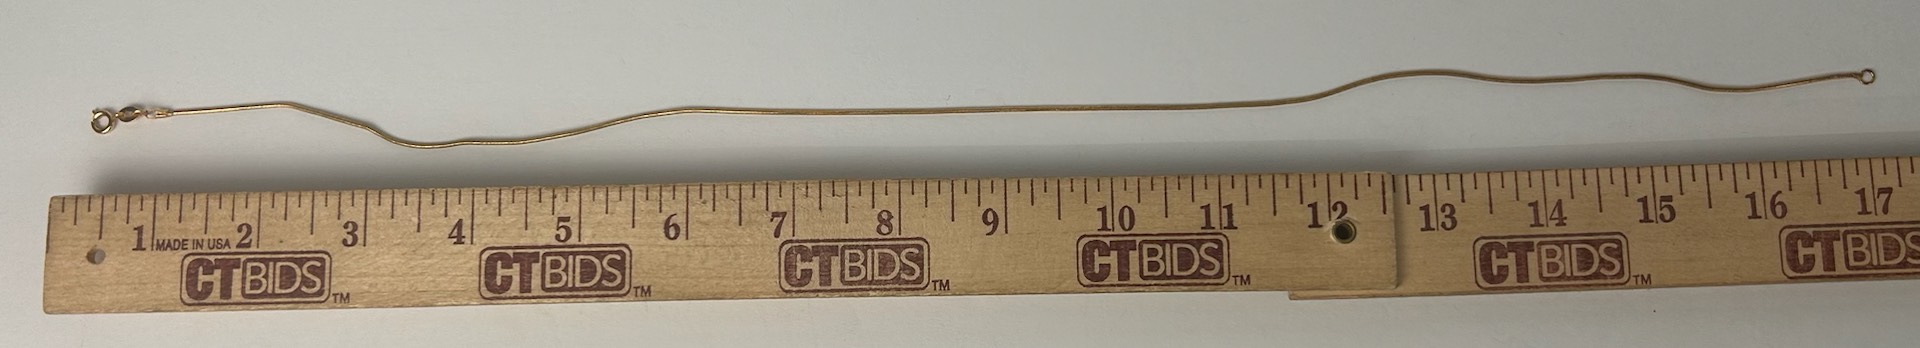 1 2 3 4 5 6 7 8 9 10 11 12 13 14 15 16 17
MADE IN USA
CTBIDS™ CTBIDS™ CTBIDS™ CTBIDS™ CTBIDS™ CTBIDS